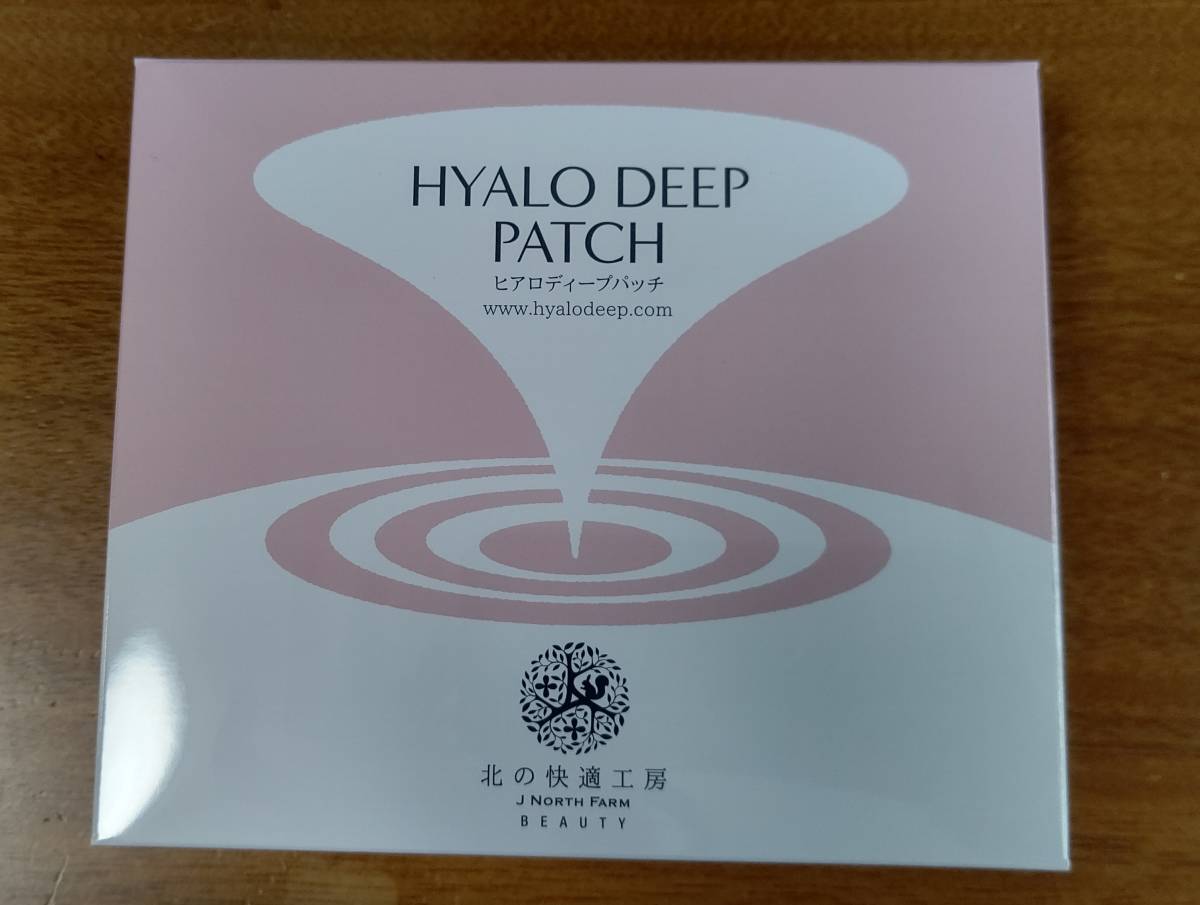 HYALO DEEP
PATCH
ヒアロディープパッチ
www.hyalodeep.com
北の快適工房
J NORTH FARM
BEAUTY